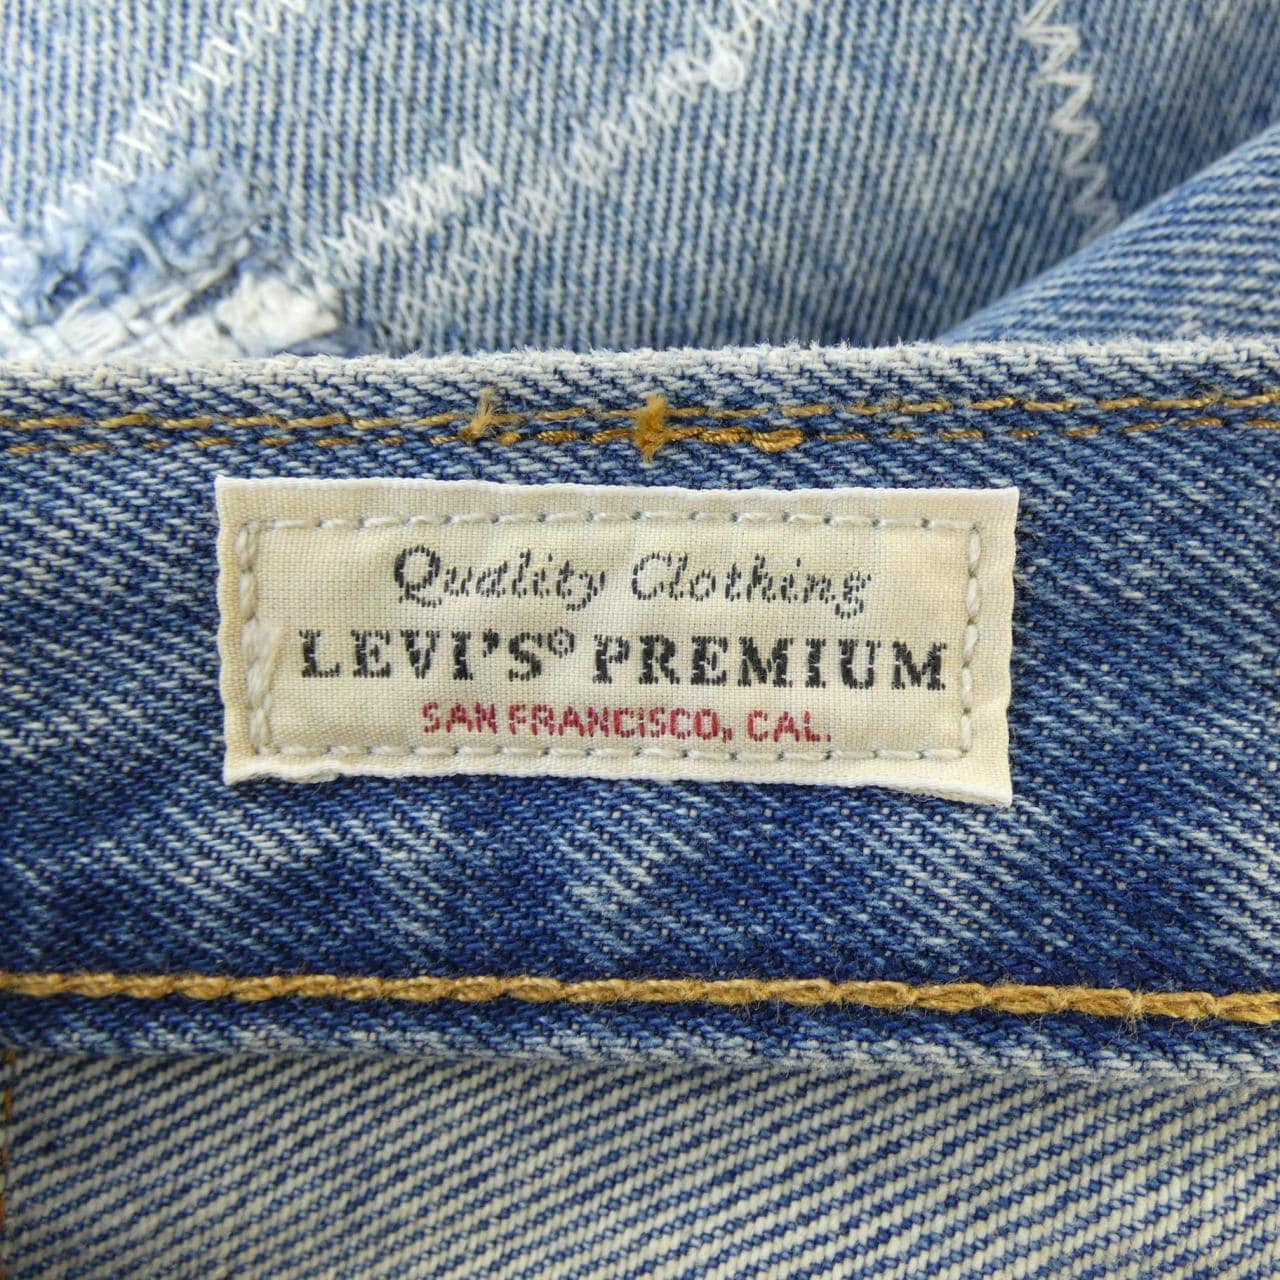 Quality Clothing
LEVI'S® PREMIUM
SAN FRANCISCO, CAL.